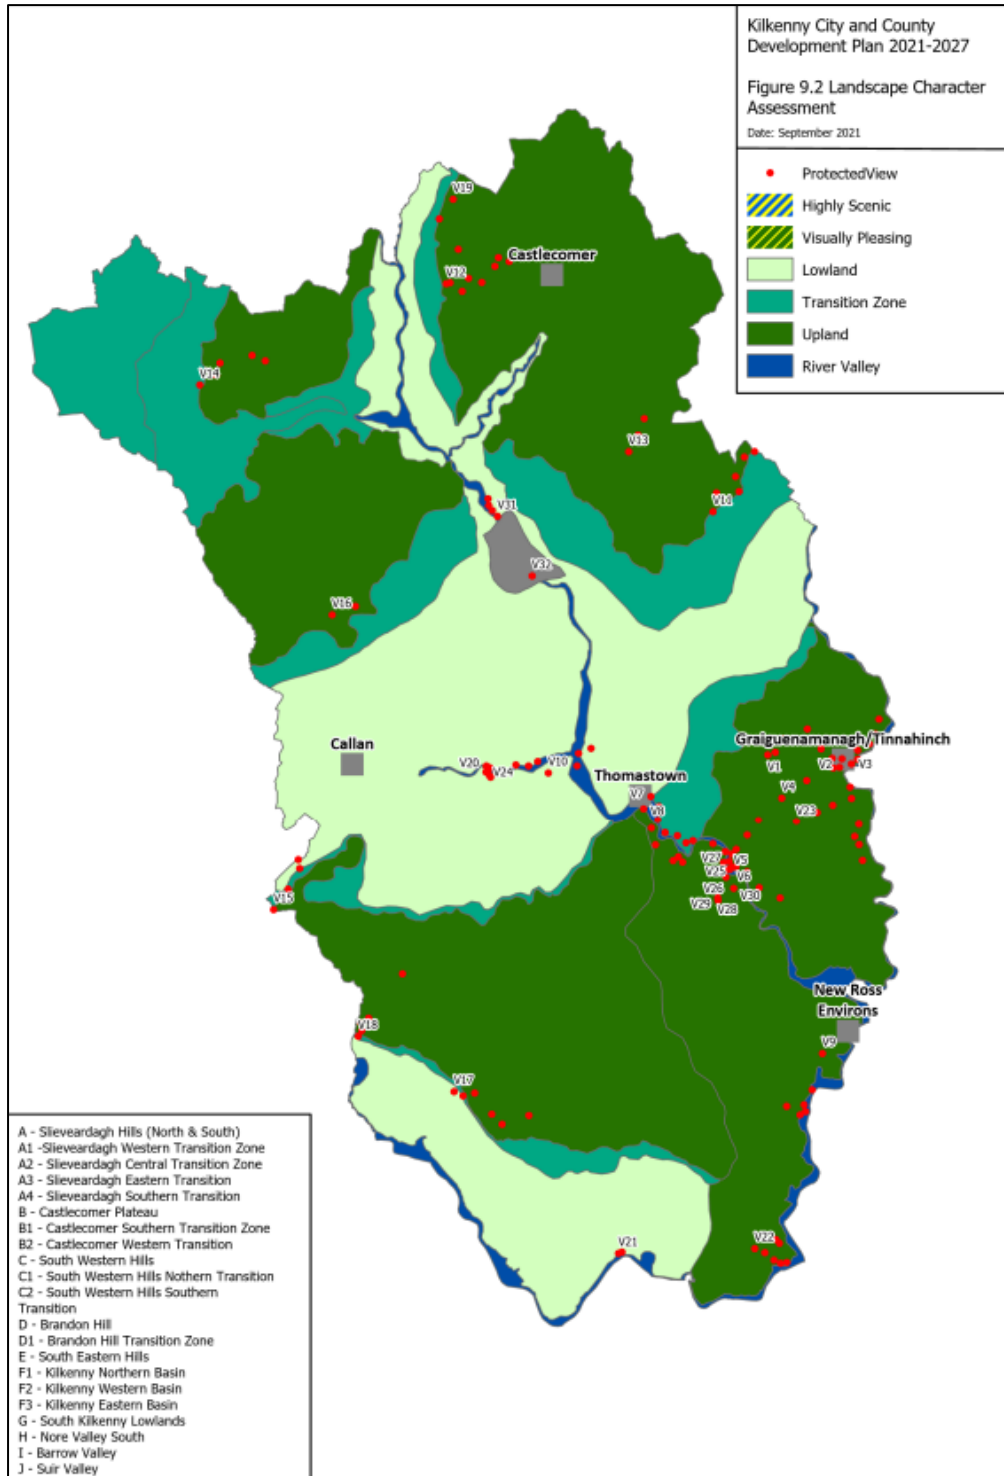 Kilkenny City and County
Development Plan 2021-2027
Figure 9.2 Landscape Character
Assessment
Date: September 2021
ProtectedView
Highly Scenic
Visually Pleasing
Lowland
Transition Zone
Upland
River Valley
V19
Castlecomer
V12
V14
V13
V11
V31
V32
V16
Callan
V20
V24
V10
Thomastown
V7
V8
Graiguenamanagh/Tinnahinch
V1
V2
V3
V4
V23
V27
V5
V25
V6
V26
V30
V29
V28
V15
New Ross
Environs
V9
V18
V17
V22
V21
A - Slieveardagh Hills (North & South)
A1 -Slieveardagh Western Transition Zone
A2 - Slieveardagh Central Transition Zone
A3 - Slieveardagh Eastern Transition
A4 - Slieveardagh Southern Transition
B - Castlecomer Plateau
B1 - Castlecomer Southern Transition Zone
B2 - Castlecomer Western Transition
C - South Western Hills
C1 - South Western Hills Nothern Transition
C2 - South Western Hills Southern
Transition
D - Brandon Hill
D1 - Brandon Hill Transition Zone
E - South Eastern Hills
F1 - Kilkenny Northern Basin
F2 - Kilkenny Western Basin
F3 - Kilkenny Eastern Basin
G - South Kilkenny Lowlands
H - Nore Valley South
I - Barrow Valley
J - Suir Valley